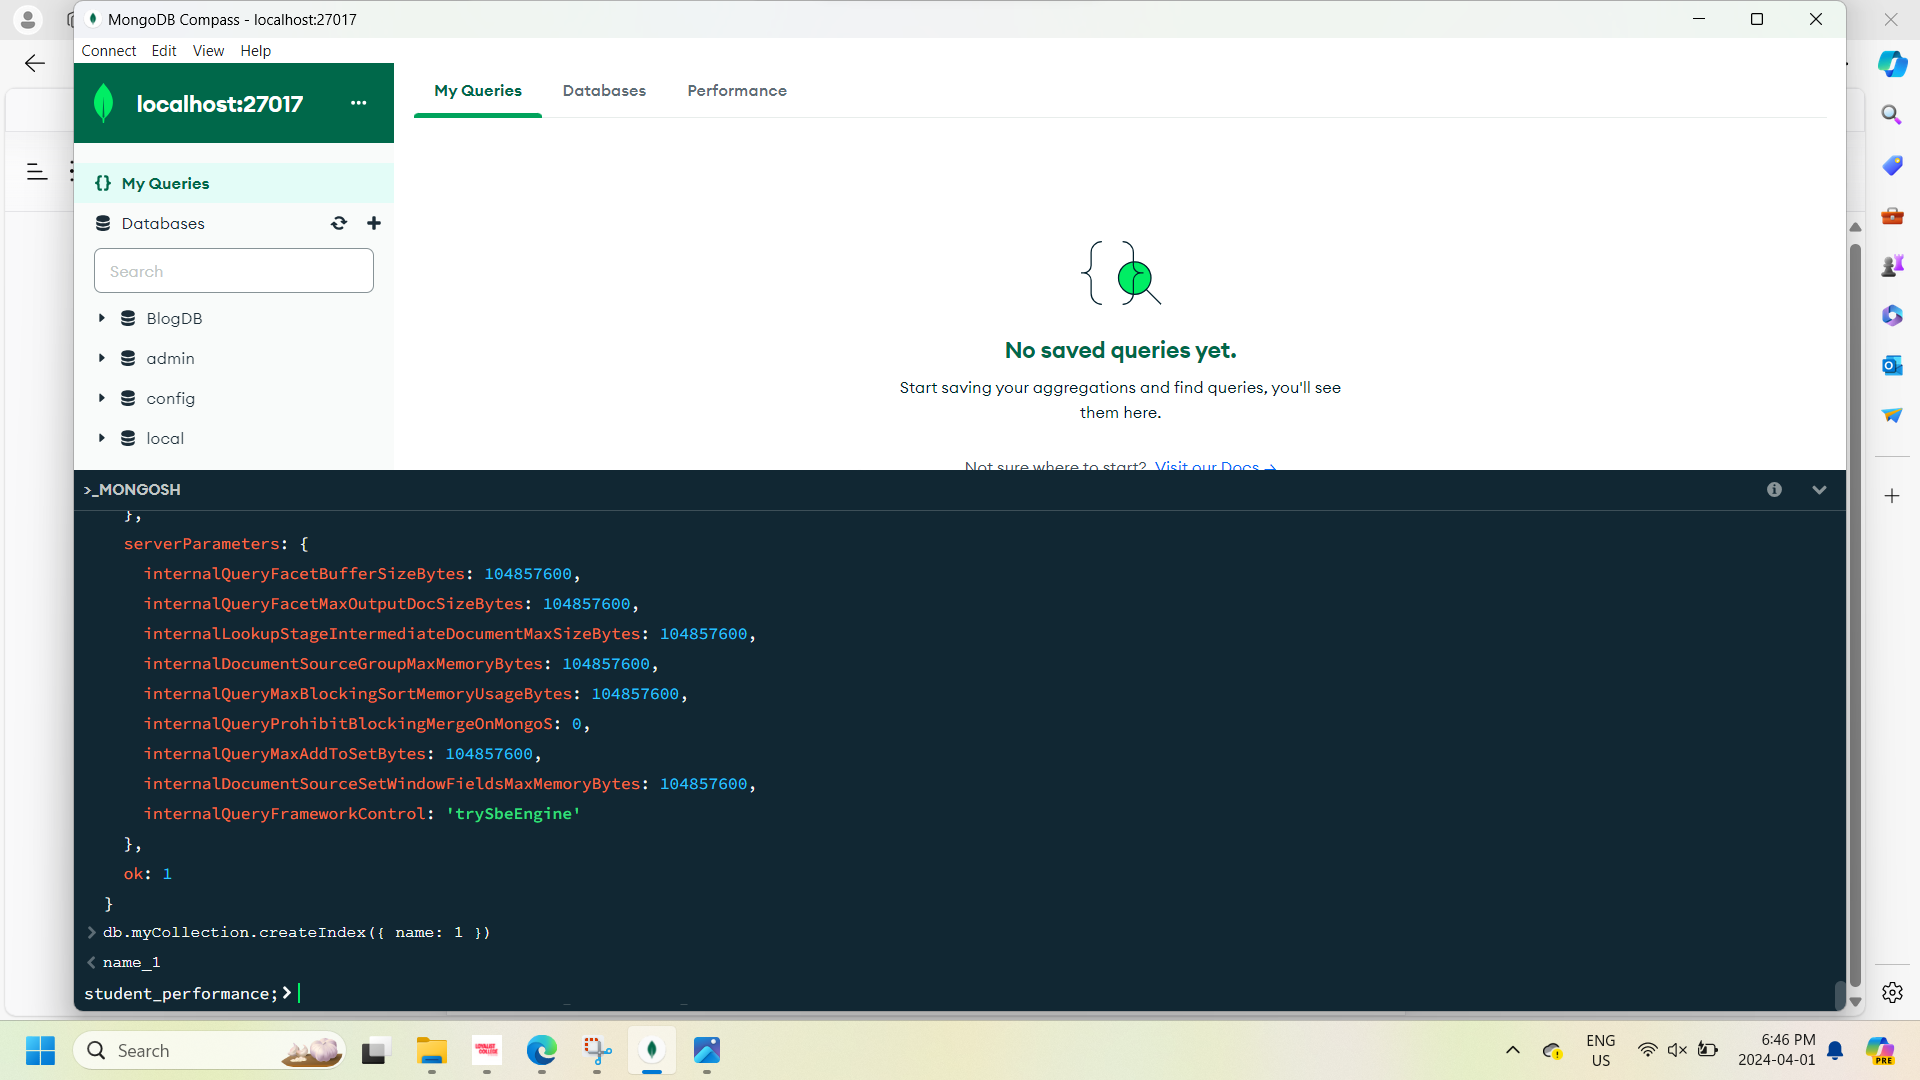 MongoDB Compass - localhost:27017
Connect Edit View Help
localhost:27017 ...
My Queries Databases Performance
{} My Queries
Databases
Search
BlogDB
admin
config
local
No saved queries yet.
Start saving your aggregations and find queries, you'll see
them here.
Not sure where to start? Visit our Docs →
>_MONGOSH
},
serverParameters: {
internalQueryFacetBufferSizeBytes: 104857600,
internalQueryFacetMaxOutputDocSizeBytes: 104857600,
internalLookupStageIntermediateDocumentMaxSizeBytes: 104857600,
internalDocumentSourceGroupMaxMemoryBytes: 104857600,
internalQueryMaxBlockingSortMemoryUsageBytes: 104857600,
internalQueryProhibitBlockingMergeOnMongoS: 0,
internalQueryMaxAddToSetBytes: 104857600,
internalDocumentSourceSetWindowFieldsMaxMemoryBytes: 104857600,
internalQueryFrameworkControl: 'trySbeEngine'
},
ok: 1
}
> db.myCollection.createIndex({ name: 1 })
< name_1
student_performance;>
Search
LOYALIST
COLLEGE
ENG
US
6:46 PM
2024-04-01
PRE